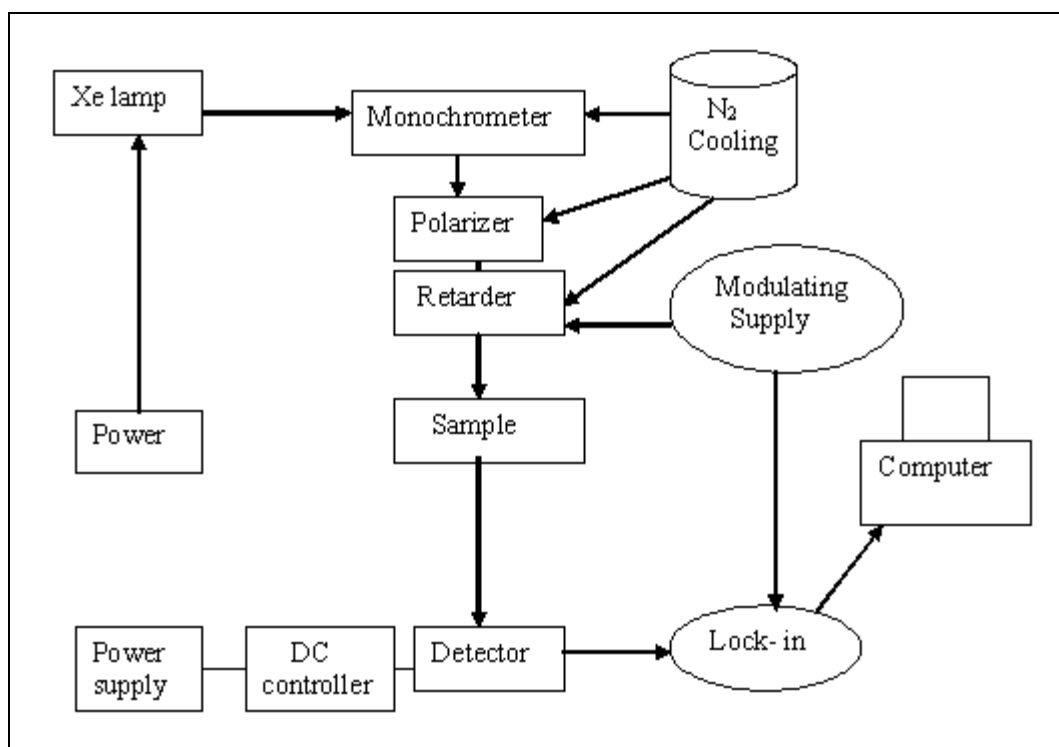 Xe lamp
Monochrometer
N₂
Cooling
Polarizer
Retarder
Modulating
Supply
Power
Sample
Computer
Power
supply
DC
controller
Detector
Lock- in